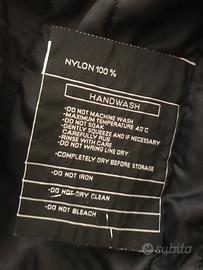 NYLON 100%
HANDWASH
-DO NOT MACHINE WASH
-MAXIMUM TEMPERATURE 40°C
-DO NOT SOAK
-GENTLY SQUEEZE AND IF NECESSARY
CAREFULLY RUB
-RINSE WITH CARE
-DO NOT WRING LINE DRY
-COMPLETELY DRY BEFORE STORAGE
-DO NOT IRON
-DO NOT DRY CLEAN
-DO NOT BLEACH
subito